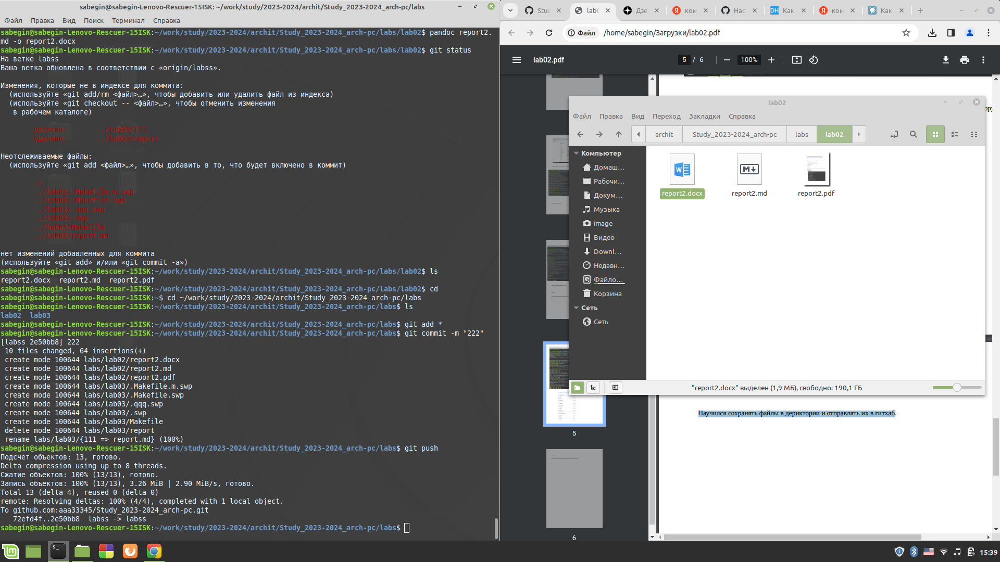 sabegin@sabegin-Lenovo-Rescuer-15ISK: ~/work/study/2023-2024/archit/Study_2023-2024_arch-pc/labs
Файл Правка Вид Поиск Терминал Справка
sabegin@sabegin-Lenovo-Rescuer-15ISK:~/work/study/2023-2024/archit/Study_2023-2024_arch-pc/labs/lab02$ pandoc report2.
md -o report2.docx
sabegin@sabegin-Lenovo-Rescuer-15ISK:~/work/study/2023-2024/archit/Study_2023-2024_arch-pc/labs/lab02$ git status
На ветке labss
Ваша ветка обновлена в соответствии с «origin/labss».
Изменения, которые не в индексе для коммита:
(используйте «git add/rm <файл>…», чтобы добавить или удалить файл из индекса)
(используйте «git checkout -- <файл>…», чтобы отменить изменения
в рабочем каталоге)
удалено: ../lab03/111
удалено: ../lab03/report
Неотслеживаемые файлы:
(используйте «git add <файл>…», чтобы добавить в то, что будет включено в коммит)
./
../lab03/.Makefile.m.swp
../lab03/.Makefile.swp
../lab03/.qqq.swp
../lab03/.swp
../lab03/Makefile
../lab03/report.md
нет изменений добавленных для коммита
(используйте «git add» и/или «git commit -a»)
sabegin@sabegin-Lenovo-Rescuer-15ISK:~/work/study/2023-2024/archit/Study_2023-2024_arch-pc/labs/lab02$ ls
report2.docx report2.md report2.pdf
sabegin@sabegin-Lenovo-Rescuer-15ISK:~/work/study/2023-2024/archit/Study_2023-2024_arch-pc/labs/lab02$ cd
sabegin@sabegin-Lenovo-Rescuer-15ISK:~$ cd ~/work/study/2023-2024/archit/Study_2023-2024_arch-pc/labs
sabegin@sabegin-Lenovo-Rescuer-15ISK:~/work/study/2023-2024/archit/Study_2023-2024_arch-pc/labs$ ls
lab02 lab03
sabegin@sabegin-Lenovo-Rescuer-15ISK:~/work/study/2023-2024/archit/Study_2023-2024_arch-pc/labs$ git add *
sabegin@sabegin-Lenovo-Rescuer-15ISK:~/work/study/2023-2024/archit/Study_2023-2024_arch-pc/labs$ git commit -m "222"
[labss 2e50bb8] 222
10 files changed, 64 insertions(+)
create mode 100644 labs/lab02/report2.docx
create mode 100644 labs/lab02/report2.md
create mode 100644 labs/lab02/report2.pdf
create mode 100644 labs/lab03/.Makefile.m.swp
create mode 100644 labs/lab03/.Makefile.swp
create mode 100644 labs/lab03/.qqq.swp
create mode 100644 labs/lab03/.swp
create mode 100644 labs/lab03/Makefile
delete mode 100644 labs/lab03/report
rename labs/lab03/{111 => report.md} (100%)
sabegin@sabegin-Lenovo-Rescuer-15ISK:~/work/study/2023-2024/archit/Study_2023-2024_arch-pc/labs$ git push
Подсчет объектов: 13, готово.
Delta compression using up to 8 threads.
Сжатие объектов: 100% (13/13), готово.
Запись объектов: 100% (13/13), 3.26 MiB | 2.90 MiB/s, готово.
Total 13 (delta 4), reused 0 (delta 0)
remote: Resolving deltas: 100% (4/4), completed with 1 local object.
To github.com:aaa33345/Study_2023-2024_arch-pc.git
72efd4f..2e50bb8 labss -> labss
sabegin@sabegin-Lenovo-Rescuer-15ISK:~/work/study/2023-2024/archit/Study_2023-2024_arch-pc/labs$
Stud lab0 Дзе ком Нас DH Как ком Как
Файл /home/sabegin/Загрузки/lab02.pdf
lab02.pdf 5 / 6 100%
lab02
Файл Правка Вид Переход Закладки Справка
archit Study_2023-2024_arch-pc labs lab02
Компьютер
Домаш...
Рабочи...
Докум...
Музыка
image
Видео
Downl...
Недавн...
Файло...
Корзина
Сеть
Сеть
report2.docx report2.md report2.pdf
"report2.docx" выделен (1,9 МБ), свободно: 190,1 ГБ
Научился сохранять файлы в дериктории и отправлять их в гитхаб.
5
6
15:39